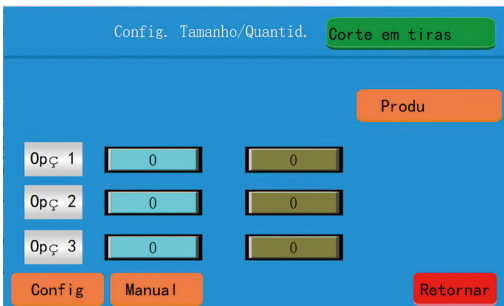 Config. Tamanho/Quantid. Corte em tiras
Produ
Opç 1 0 0
Opç 2 0 0
Opç 3 0 0
Config Manual Retornar